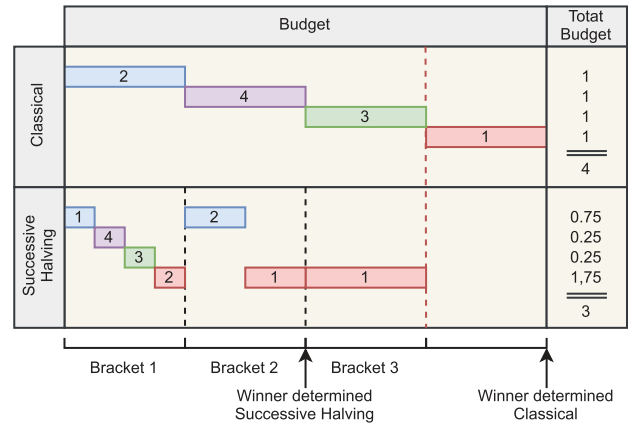 Budget
Totat
Budget
Classical
2
4
3
1
1
1
1
1
4
Successive
Halving
1
4
3
2
2
1
1
0.75
0.25
0.25
1,75
3
Bracket 1
Bracket 2
Bracket 3
Winner determined
Successive Halving
Winner determined
Classical